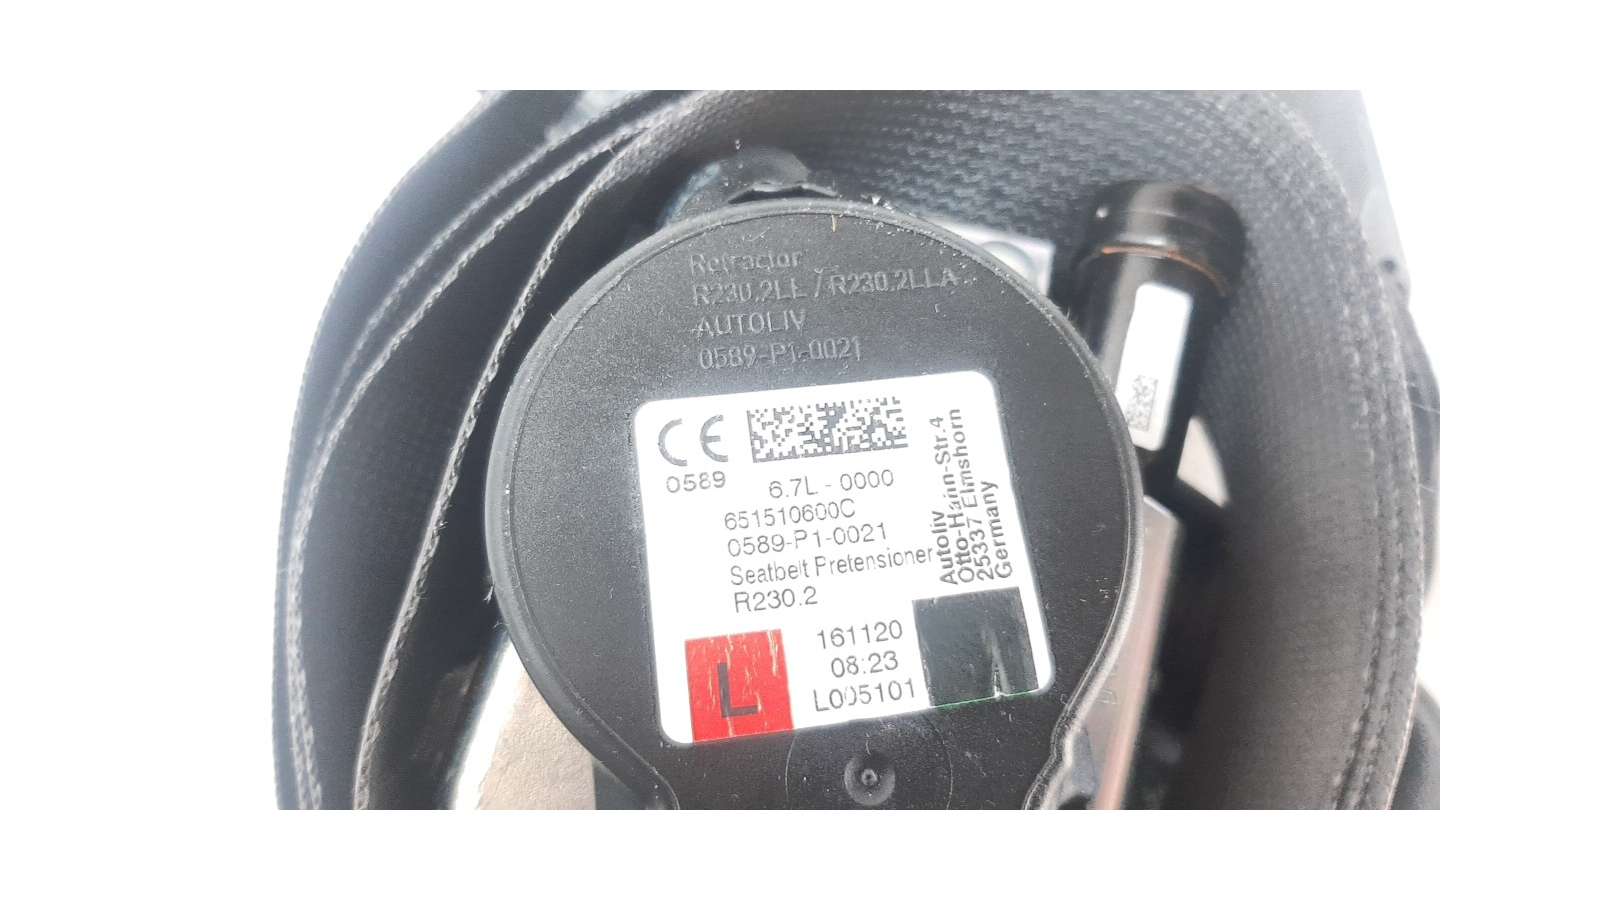 Retractor
R230.2LL / R230.2LLA
AUTOLIV
0589-P1-0021
CE
0589
6.7L - 0000
651510600C
0589-P1-0021
Seatbelt Pretensioner
R230.2
Autoliv
Otto-Hahn-Str.4
25337 Elmshorn
Germany
L
161120
08:23
L005101